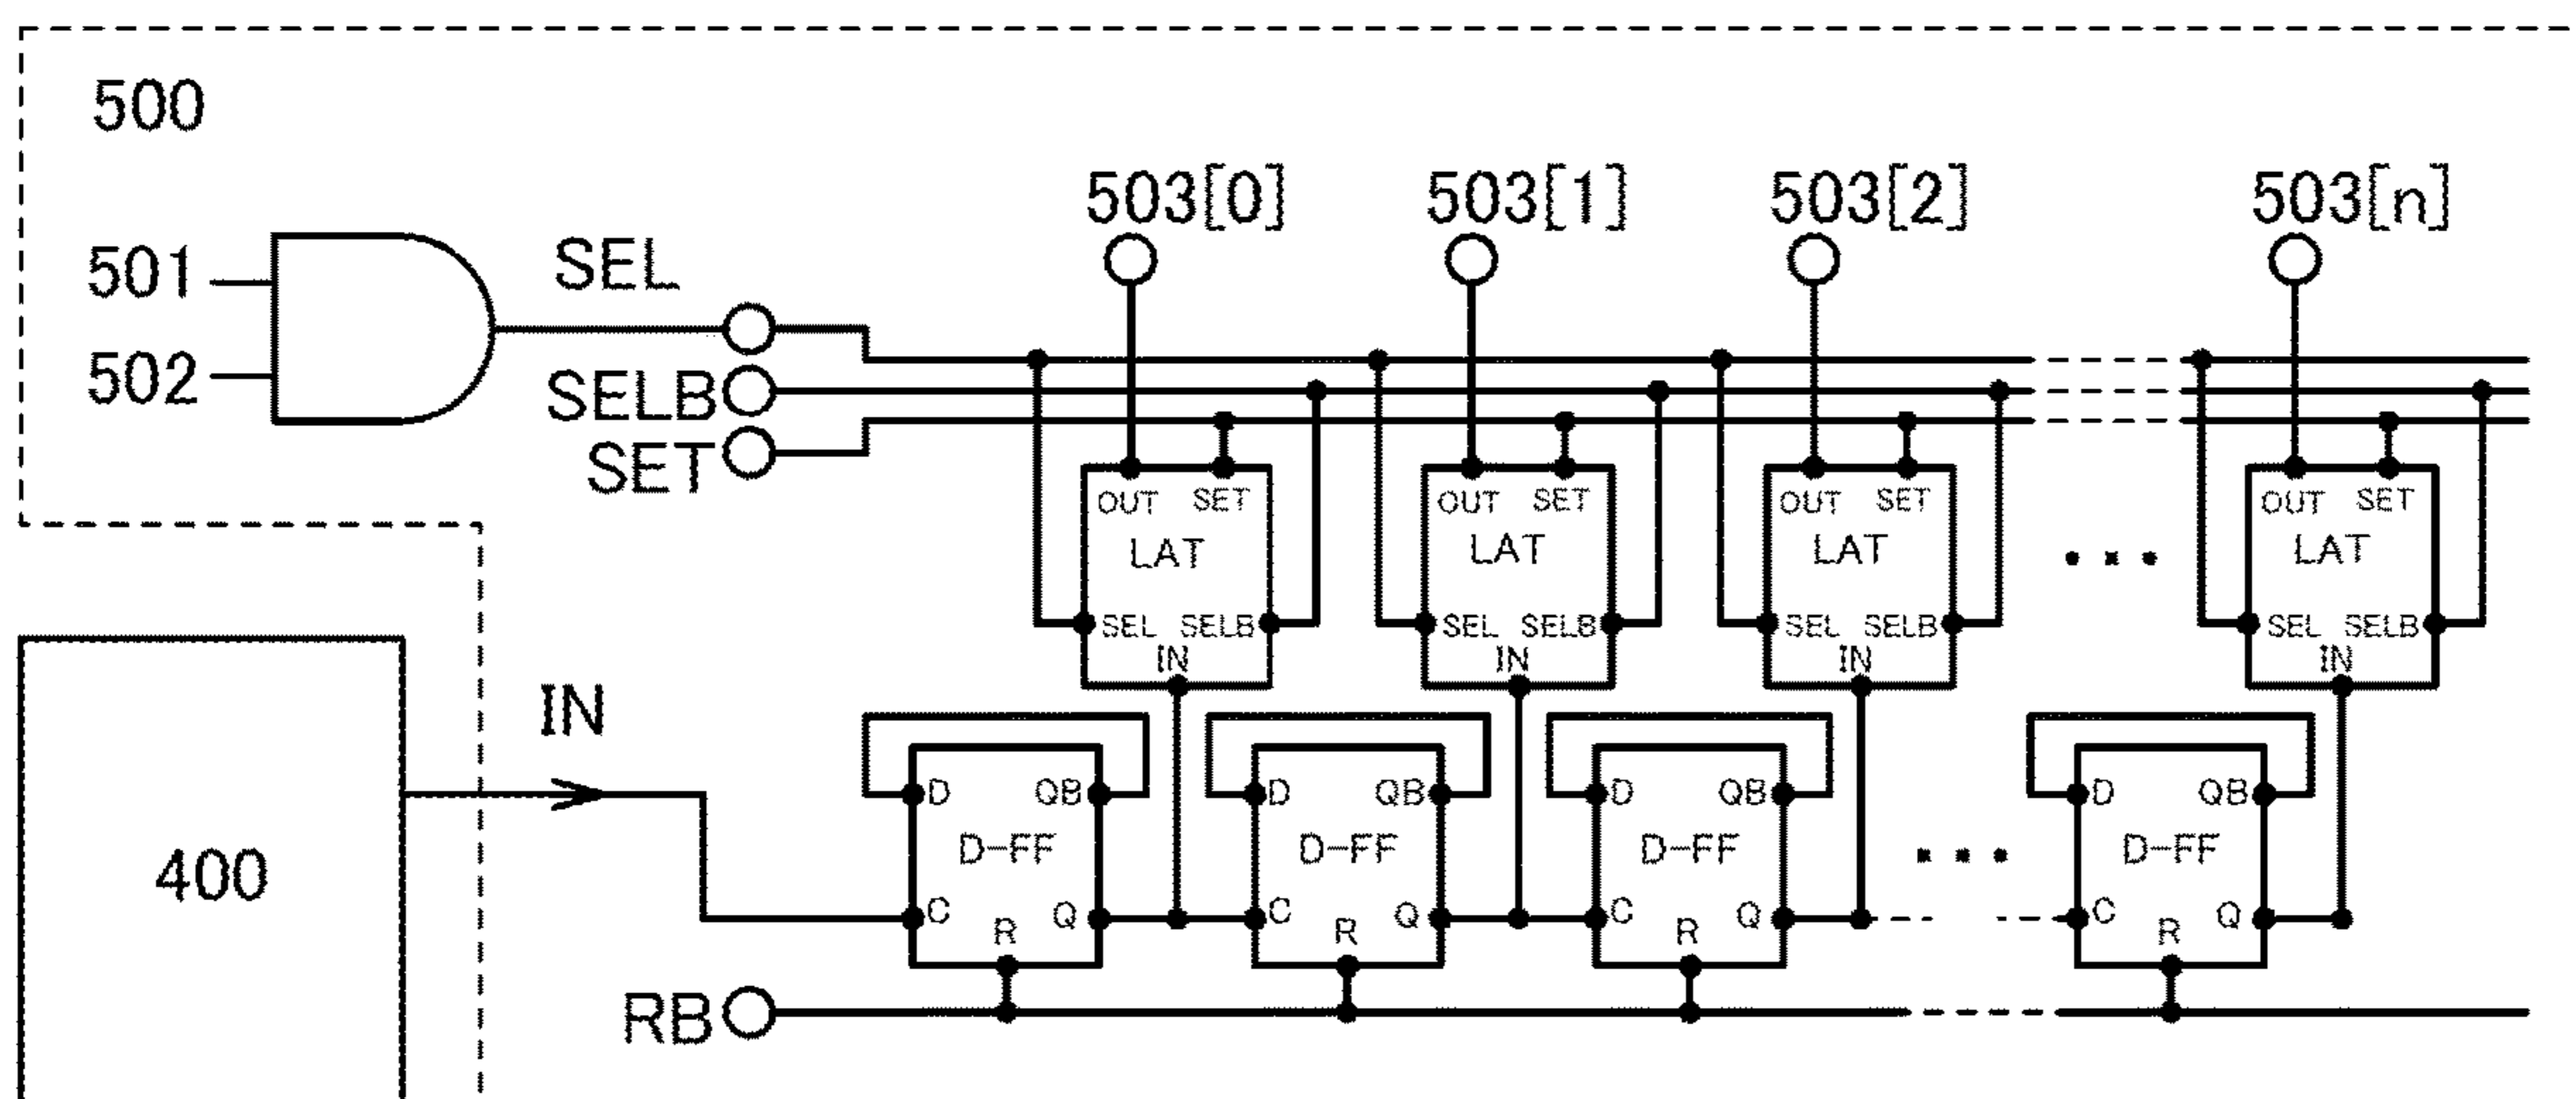 500
503[0] 503[1] 503[2] 503[n]
501
SEL
502
SELB
SET
OUT SET OUT SET OUT SET OUT SET
LAT LAT LAT ... LAT
SEL SELB SEL SELB SEL SELB SEL SELB
IN IN IN IN
IN
D QB D QB D QB D QB
400
D-FF D-FF D-FF ... D-FF
C Q C Q C Q C Q
R R R R
RB